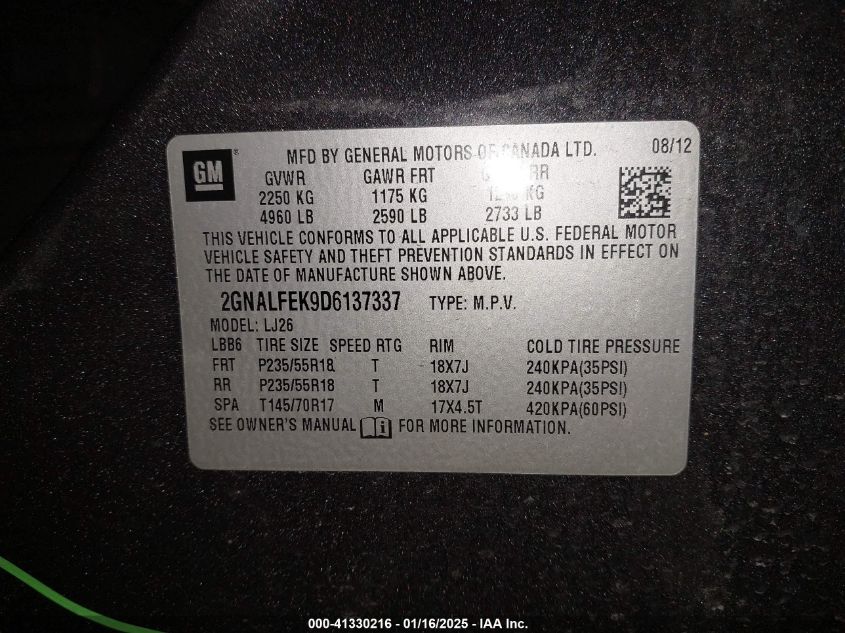 GM
MFD BY GENERAL MOTORS OF CANADA LTD. 08/12
GVWR GAWR FRT RR
2250 KG 1175 KG KG
4960 LB 2590 LB 2733 LB
THIS VEHICLE CONFORMS TO ALL APPLICABLE U.S. FEDERAL MOTOR
VEHICLE SAFETY AND THEFT PREVENTION STANDARDS IN EFFECT ON
THE DATE OF MANUFACTURE SHOWN ABOVE.
2GNALFEK9D6137337 TYPE: M.P.V.
MODEL: LJ26
LBB6 TIRE SIZE SPEED RTG RIM COLD TIRE PRESSURE
FRT P235/55R18 T 18X7J 240KPA(35PSI)
RR P235/55R18 T 18X7J 240KPA(35PSI)
SPA T145/70R17 M 17X4.5T 420KPA(60PSI)
SEE OWNER'S MANUAL FOR MORE INFORMATION.
000-41330216 - 01/16/2025 - IAA Inc.